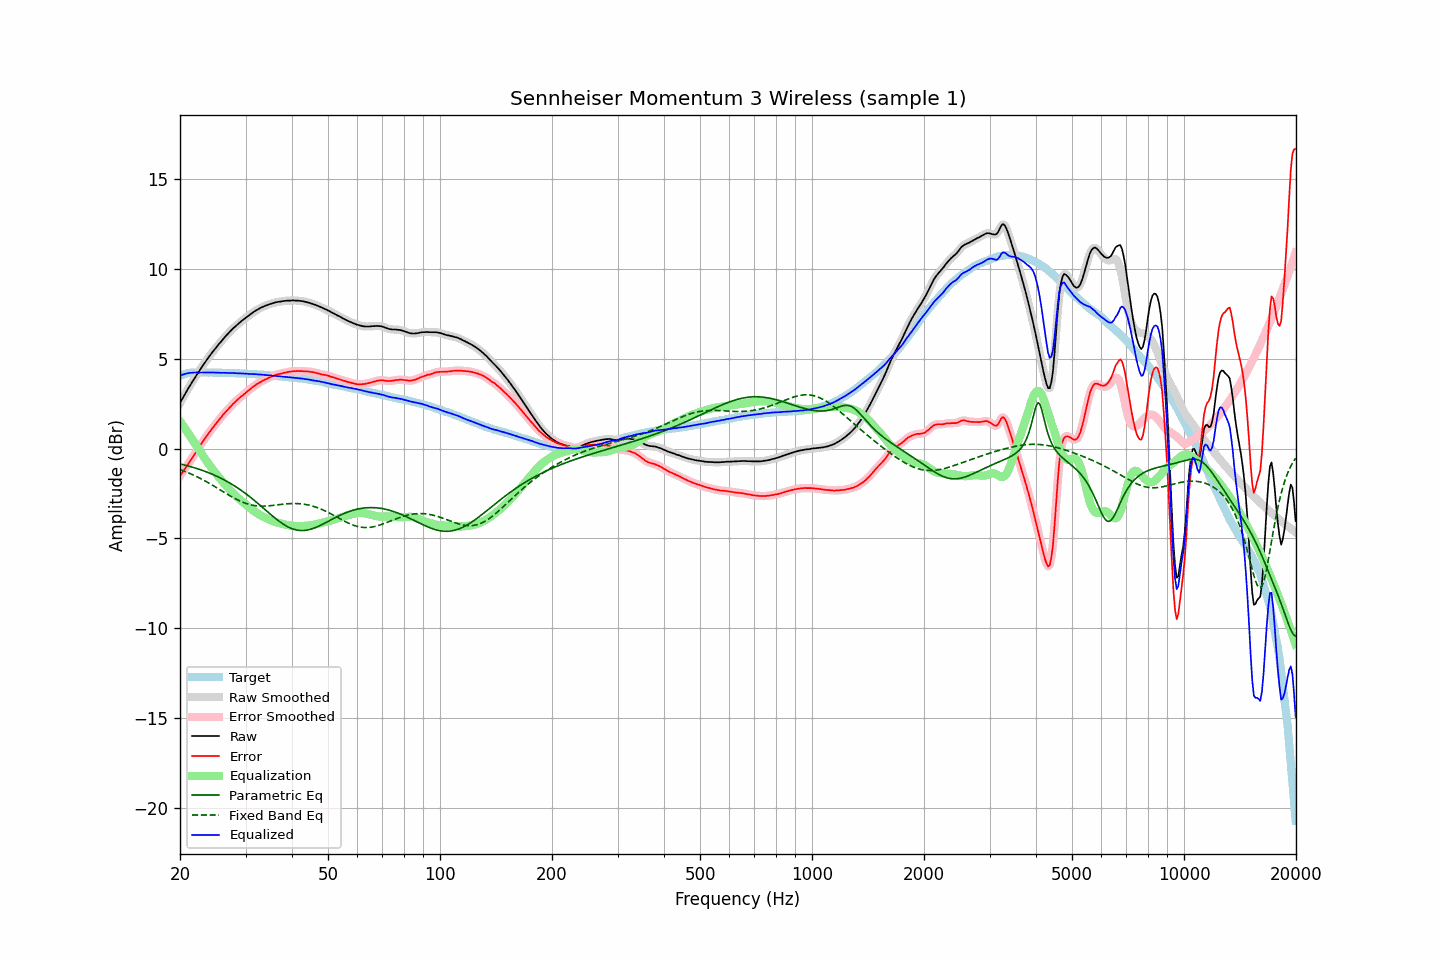 Sennheiser Momentum 3 Wireless (sample 1)
Amplitude (dBr)
15
10
5
0
−5
−10
−15
−20
Target
Raw Smoothed
Error Smoothed
Raw
Error
Equalization
Parametric Eq
Fixed Band Eq
Equalized
20 50 100 200 500 1000 2000 5000 10000 20000
Frequency (Hz)